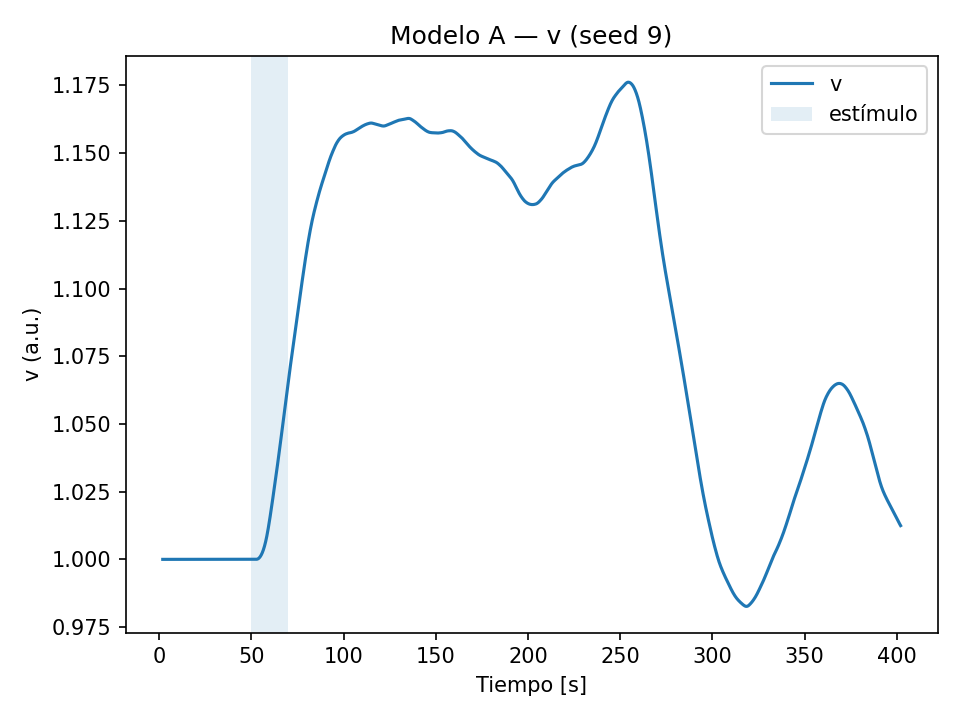 Modelo A — v (seed 9)
v
estímulo
v (a.u.)
1.175
1.150
1.125
1.100
1.075
1.050
1.025
1.000
0.975
0 50 100 150 200 250 300 350 400
Tiempo [s]